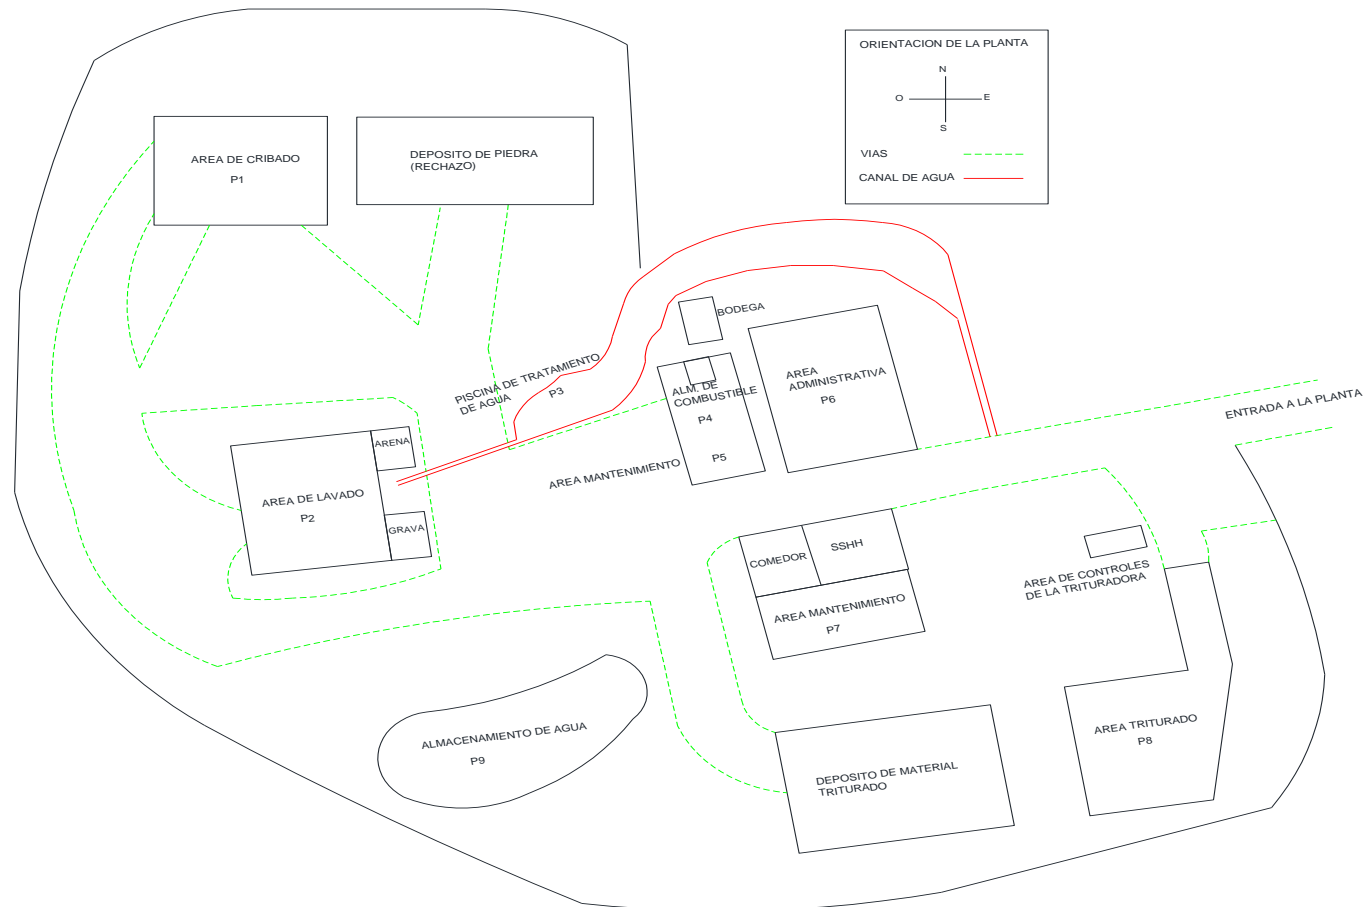 ORIENTACION DE LA PLANTA
N
O
E
S
VIAS
CANAL DE AGUA
AREA DE CRIBADO
P1
DEPOSITO DE PIEDRA
(RECHAZO)
BODEGA
PISCINA DE TRATAMIENTO
DE AGUA
P3
ALM. DE
COMBUSTIBLE
P4
P5
AREA
ADMINISTRATIVA
P6
ENTRADA A LA PLANTA
ARENA
AREA DE LAVADO
P2
GRAVA
AREA MANTENIMIENTO
COMEDOR
SSHH
AREA MANTENIMIENTO
P7
AREA DE CONTROLES
DE LA TRITURADORA
ALMACENAMIENTO DE AGUA
P9
DEPOSITO DE MATERIAL
TRITURADO
AREA TRITURADO
P8